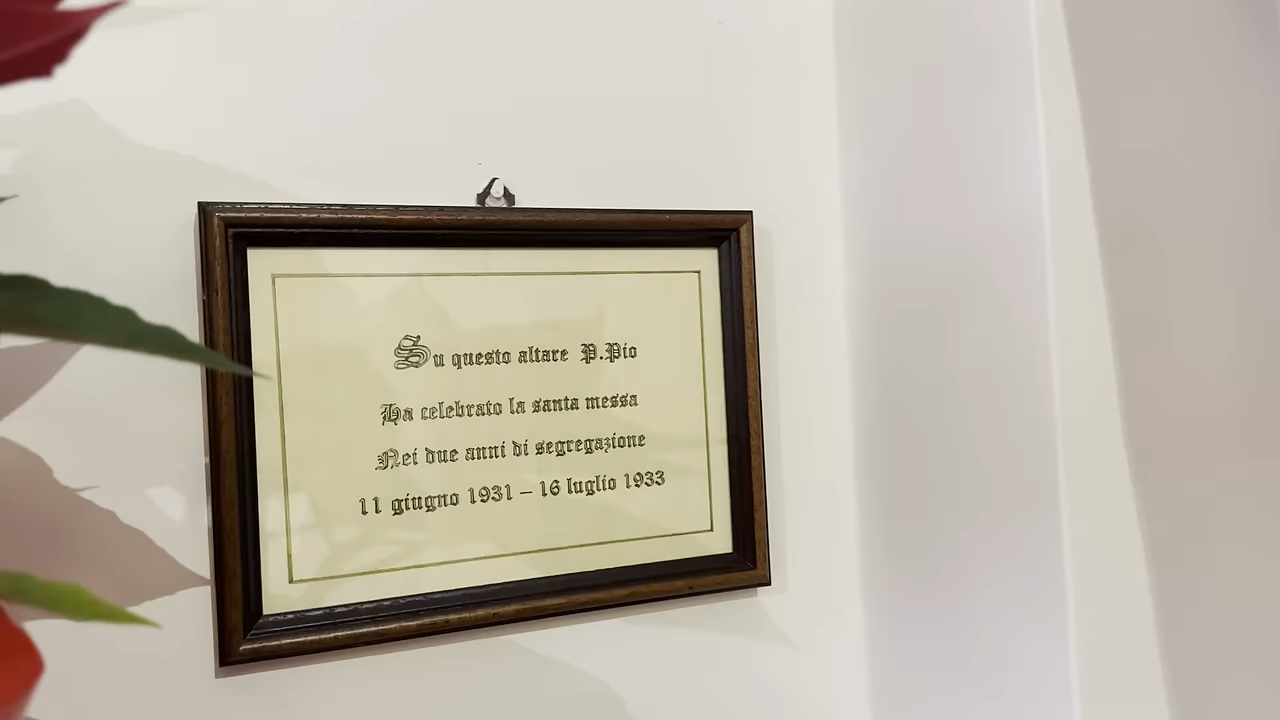 Su questo altare P.Pio
Ha celebrato la santa messa
Nei due anni di segregazione
11 giugno 1931 – 16 luglio 1933